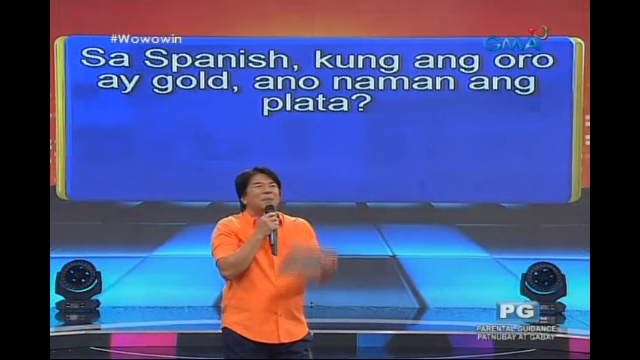 #Wowowin
GMA
Sa Spanish, kung ang oro
ay gold, ano naman ang
plata?
PG
PARENTAL GUIDANCE
PATNUBAY AT GABAY